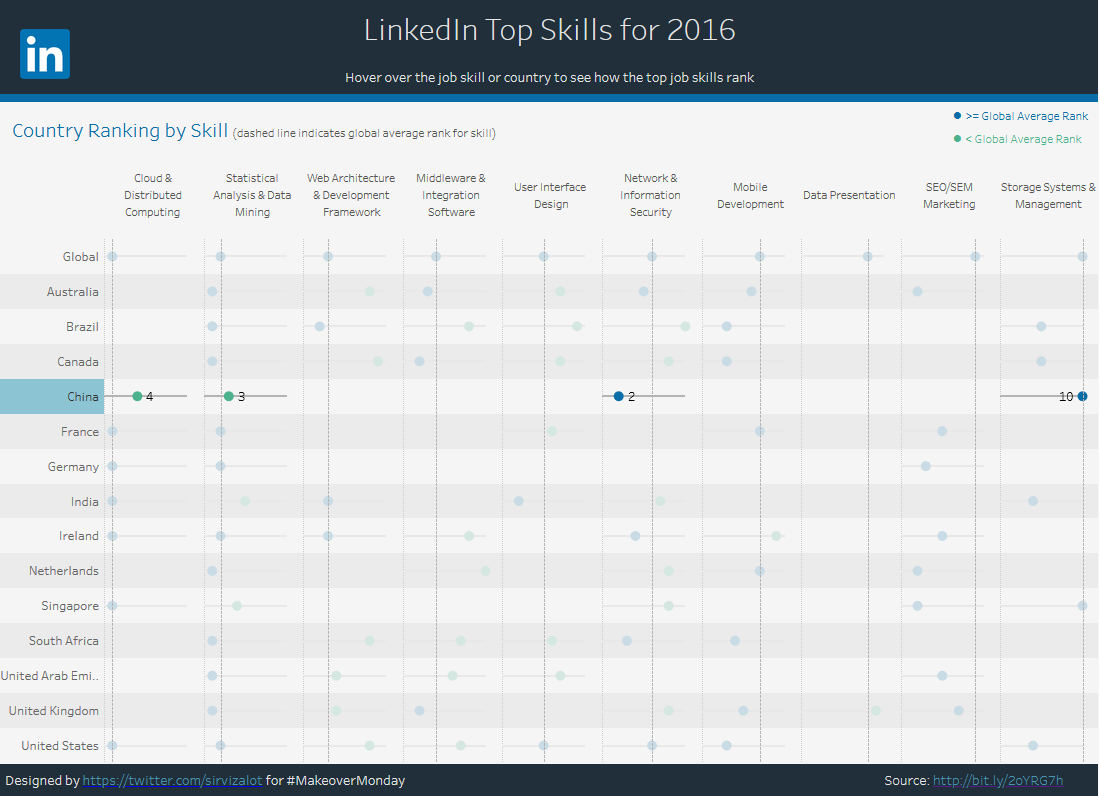 in
LinkedIn Top Skills for 2016
Hover over the job skill or country to see how the top job skills rank
Country Ranking by Skill (dashed line indicates global average rank for skill)
>= Global Average Rank
< Global Average Rank
Cloud &
Distributed
Computing
Statistical
Analysis & Data
Mining
Web Architecture
& Development
Framework
Middleware &
Integration
Software
User Interface
Design
Network &
Information
Security
Mobile
Development
Data Presentation
SEO/SEM
Marketing
Storage Systems &
Management
Global
Australia
Brazil
Canada
China 4 3 2 10
France
Germany
India
Ireland
Netherlands
Singapore
South Africa
United Arab Emi..
United Kingdom
United States
Designed by https://twitter.com/sirvizalot for #MakeoverMonday
Source: http://bit.ly/2oYRG7h